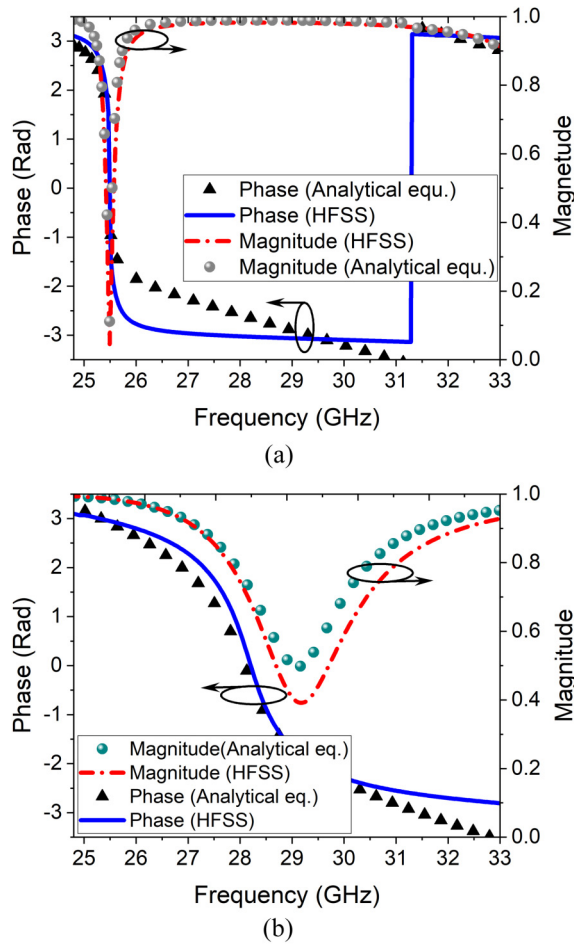 3
2
1
0
-1
-2
-3
Phase (Rad)
1.0
0.8
0.6
0.4
0.2
0.0
Magnetude
Phase (Analytical equ.)
Phase (HFSS)
Magnitude (HFSS)
Magnitude (Analytical equ.)
25 26 27 28 29 30 31 32 33
Frequency (GHz)
(a)
3
2
1
0
-1
-2
-3
Phase (Rad)
1.0
0.8
0.6
0.4
0.2
0.0
Magnitude
Magnitude(Analytical eq.)
Magnitude (HFSS)
Phase (Analytical eq.)
Phase (HFSS)
25 26 27 28 29 30 31 32 33
Frequency (GHz)
(b)